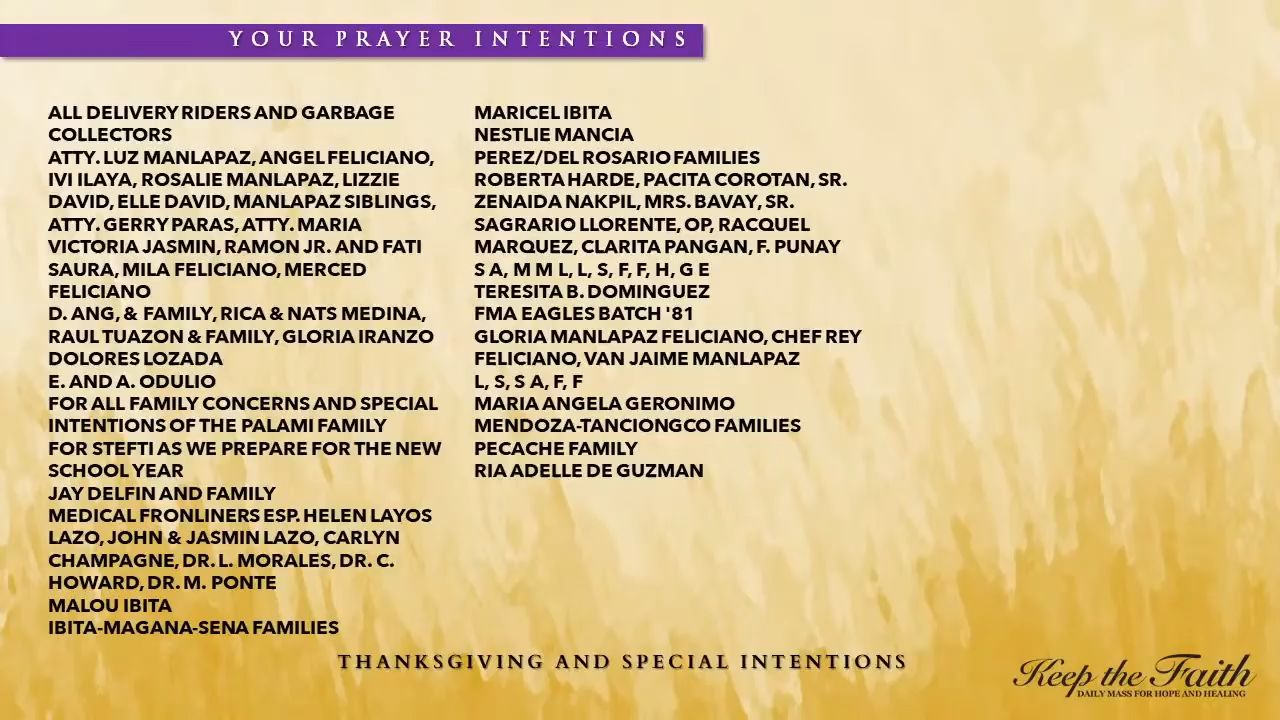 YOUR PRAYER INTENTIONS
ALL DELIVERY RIDERS AND GARBAGE
COLLECTORS
ATTY. LUZ MANLAPAZ, ANGEL FELICIANO,
IVI ILAYA, ROSALIE MANLAPAZ, LIZZIE
DAVID, ELLE DAVID, MANLAPAZ SIBLINGS,
ATTY. GERRY PARAS, ATTY. MARIA
VICTORIA JASMIN, RAMON JR. AND FATI
SAURA, MILA FELICIANO, MERCED
FELICIANO
D. ANG, & FAMILY, RICA & NATS MEDINA,
RAUL TUAZON & FAMILY, GLORIA IRANZO
DOLORES LOZADA
E. AND A. ODULIO
FOR ALL FAMILY CONCERNS AND SPECIAL
INTENTIONS OF THE PALAMI FAMILY
FOR STEFTI AS WE PREPARE FOR THE NEW
SCHOOL YEAR
JAY DELFIN AND FAMILY
MEDICAL FRONLINERS ESP. HELEN LAYOS
LAZO, JOHN & JASMIN LAZO, CARLYN
CHAMPAGNE, DR. L. MORALES, DR. C.
HOWARD, DR. M. PONTE
MALOU IBITA
IBITA-MAGANA-SENA FAMILIES
MARICEL IBITA
NESTLIE MANCIA
PEREZ/DEL ROSARIO FAMILIES
ROBERTA HARDE, PACITA COROTAN, SR.
ZENAIDA NAKPIL, MRS. BAVAY, SR.
SAGRARIO LLORENTE, OP, RACQUEL
MARQUEZ, CLARITA PANGAN, F. PUNAY
S A, M M L, L, S, F, F, H, G E
TERESITA B. DOMINGUEZ
FMA EAGLES BATCH '81
GLORIA MANLAPAZ FELICIANO, CHEF REY
FELICIANO, VAN JAIME MANLAPAZ
L, S, S A, F, F
MARIA ANGELA GERONIMO
MENDOZA-TANCIONGCO FAMILIES
PECACHE FAMILY
RIA ADELLE DE GUZMAN
THANKSGIVING AND SPECIAL INTENTIONS
Keep the Faith
DAILY MASS FOR HOPE AND HEALING